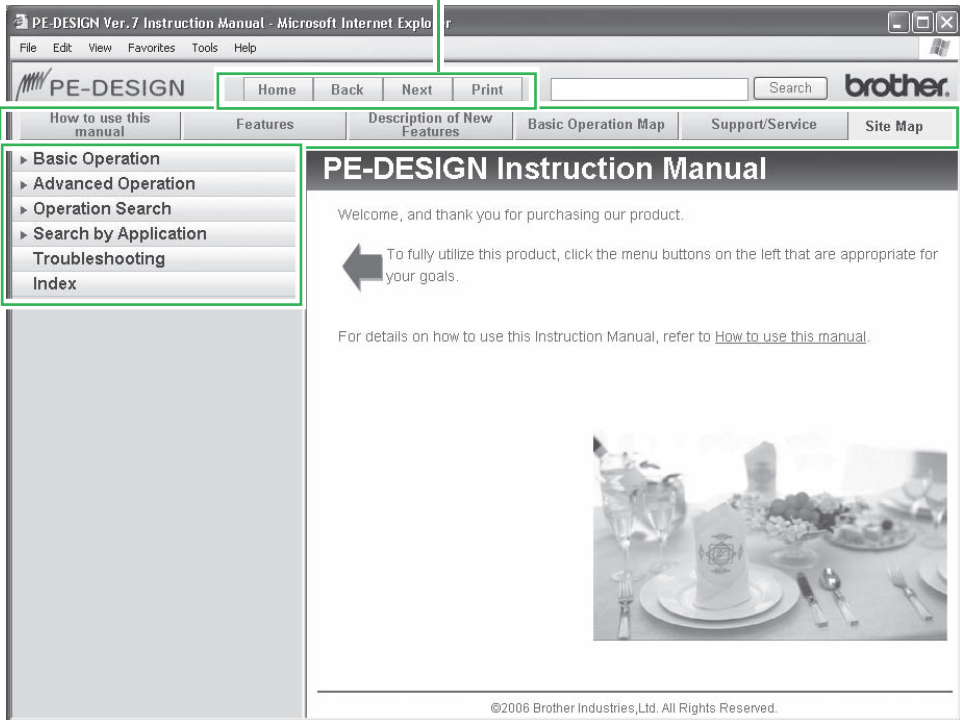 PE-DESIGN Ver. 7 Instruction Manual - Microsoft Internet Explorer
File Edit View Favorites Tools Help
PE-DESIGN Home Back Next Print Search brother.
How to use this manual Features Description of New Features Basic Operation Map Support/Service Site Map
Basic Operation
Advanced Operation
Operation Search
Search by Application
Troubleshooting
Index
PE-DESIGN Instruction Manual
Welcome, and thank you for purchasing our product.
To fully utilize this product, click the menu buttons on the left that are appropriate for
your goals.
For details on how to use this Instruction Manual, refer to How to use this manual.
©2006 Brother Industries,Ltd. All Rights Reserved.